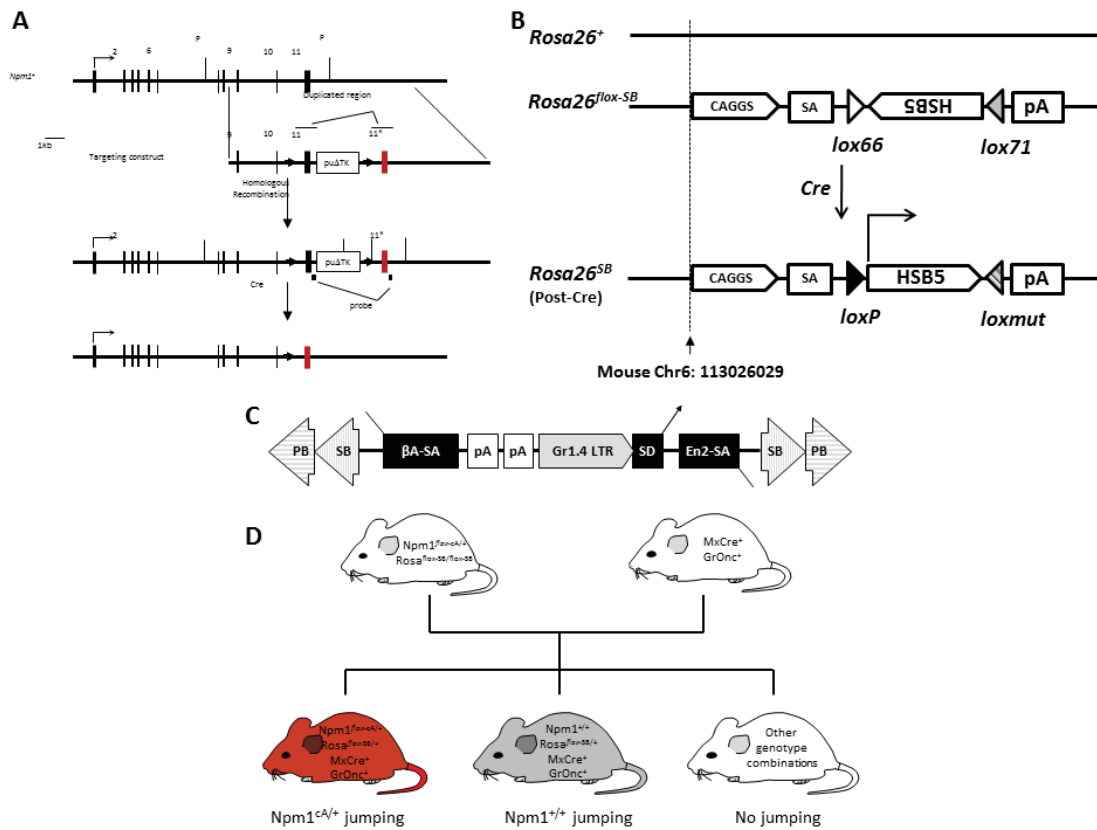 A
P
P
2
6
9
10
11
Npm1+
Duplicated region
1kb
9
10
11
11*
Targeting construct
puΔTK
Homologous
Recombination
2
11*
puΔTK
Cre
probe
B
Rosa26+
Rosa26flox-SB
CAGGS
SA
HSB5
pA
lox66
lox71
Cre
Rosa26SB
(Post-Cre)
CAGGS
SA
HSB5
pA
loxP
loxmut
Mouse Chr6: 113026029
C
PB
SB
βA-SA
pA
pA
Gr1.4 LTR
SD
En2-SA
SB
PB
D
Npm1flox-cA/+
Rosaflox-SB/flox-SB
MxCre+
GrOnc+
Npm1flox-cA/+
Rosaflox-SB/+
MxCre+
GrOnc+
Npm1+/+
Rosaflox-SB/+
MxCre+
GrOnc+
Other
genotype
combinations
Npm1cA/+ jumping
Npm1+/+ jumping
No jumping